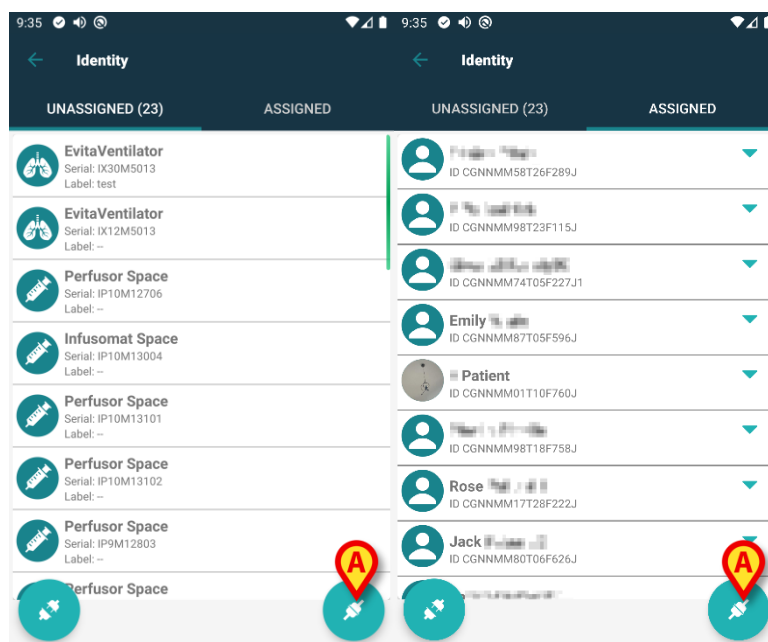 9:35
Identity
UNASSIGNED (23) ASSIGNED
EvitaVentilator
Serial: IX30M5013
Label: test
EvitaVentilator
Serial: IX12M5013
Label: --
Perfusor Space
Serial: IP10M12706
Label: --
Infusomat Space
Serial: IP10M13004
Label: --
Perfusor Space
Serial: IP10M13101
Label: --
Perfusor Space
Serial: IP10M13102
Label: --
Perfusor Space
Serial: IP9M12803
Label: --
Perfusor Space
A
9:35
Identity
UNASSIGNED (23) ASSIGNED
ID CGNNMM58T26F289J
ID CGNNMM98T23F115J
ID CGNNMM74T05F227J1
Emily
ID CGNNMM87T05F596J
Patient
ID CGNNMM01T10F760J
ID CGNNMM98T18F758J
Rose
ID CGNNMM17T28F222J
Jack
ID CGNNMM80T06F626J
A